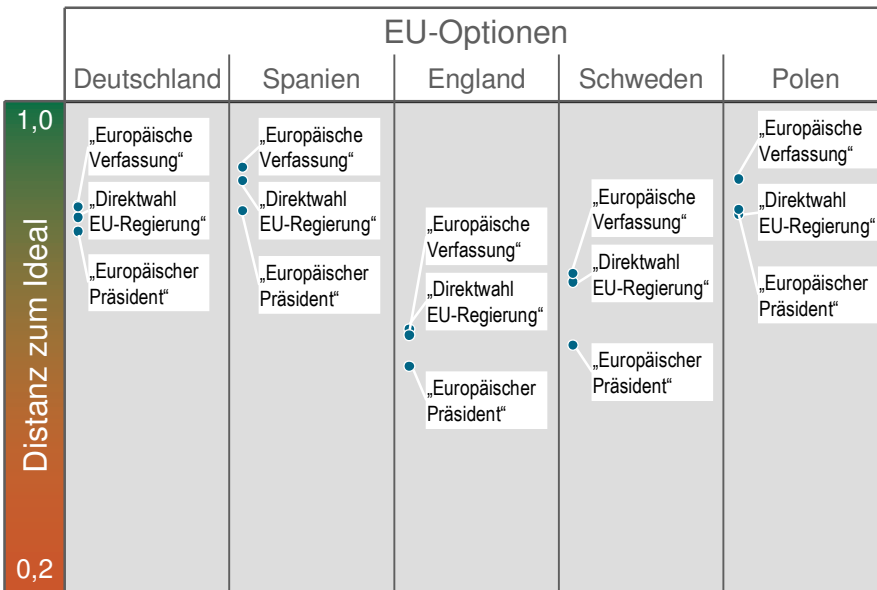 EU-Optionen
Deutschland
Spanien
England
Schweden
Polen
Distanz zum Ideal
1,0
0,2
„Europäische
Verfassung“
„Direktwahl
EU-Regierung“
„Europäischer
Präsident“
„Europäische
Verfassung“
„Direktwahl
EU-Regierung“
„Europäischer
Präsident“
„Europäische
Verfassung“
„Direktwahl
EU-Regierung“
„Europäischer
Präsident“
„Europäische
Verfassung“
„Direktwahl
EU-Regierung“
„Europäischer
Präsident“
„Europäische
Verfassung“
„Direktwahl
EU-Regierung“
„Europäischer
Präsident“